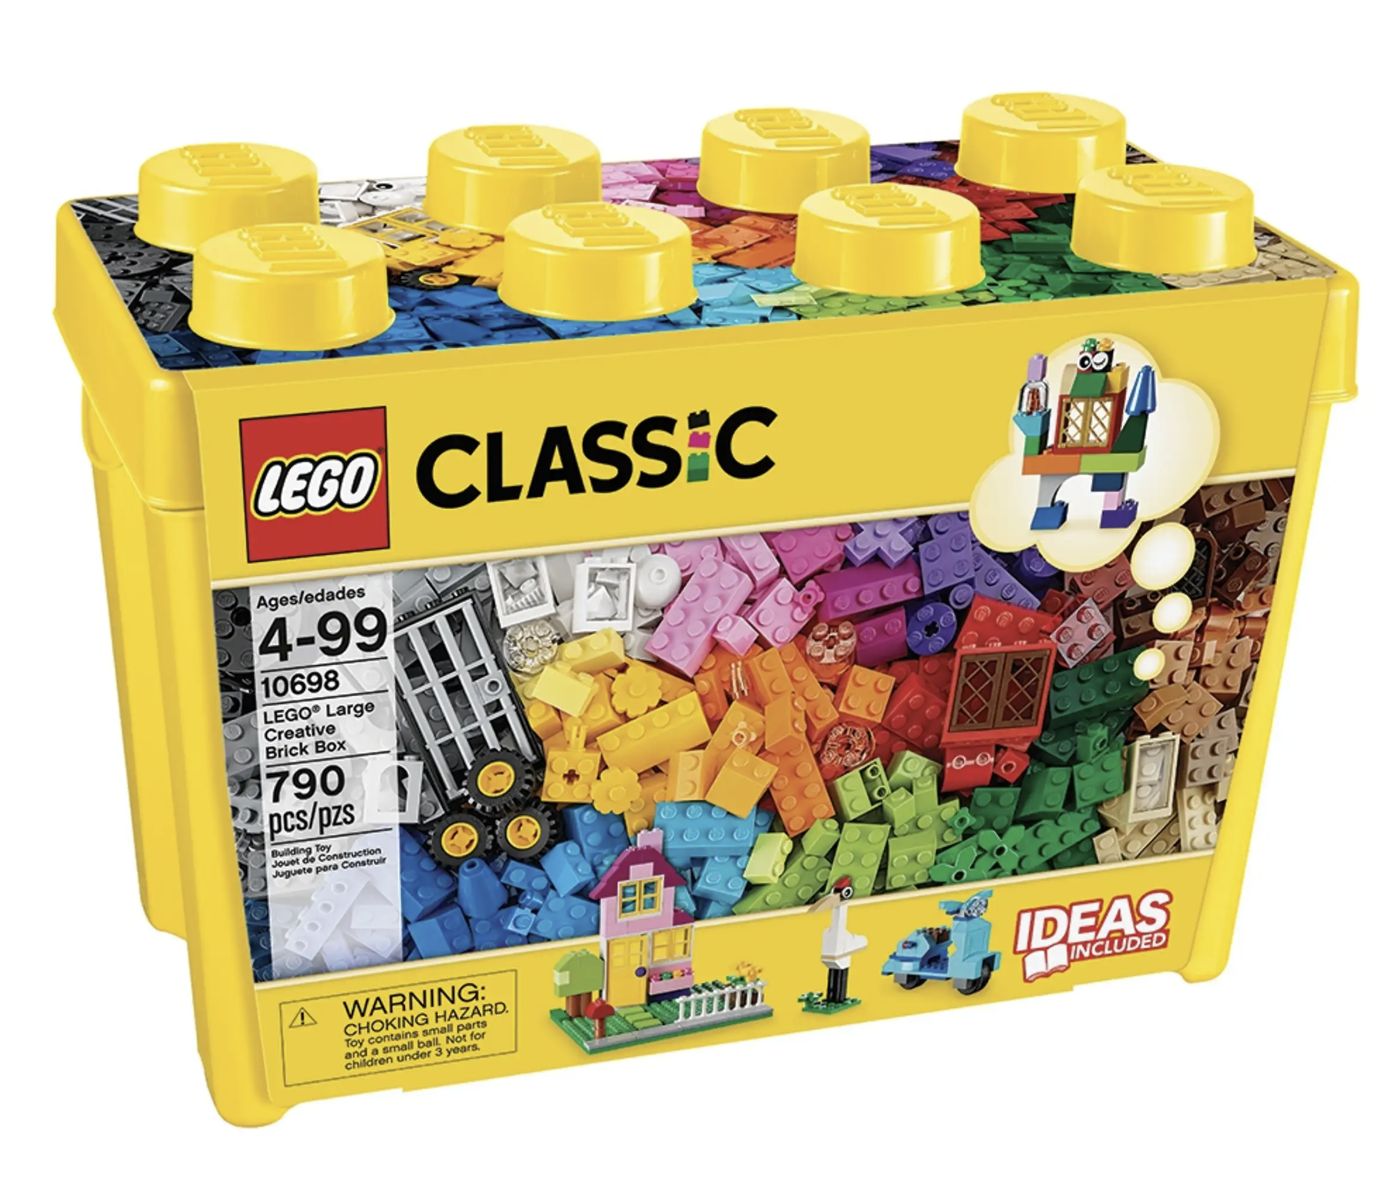 LEGO
CLASSiC
Ages/edades
4-99
10698
LEGO® Large
Creative
Brick Box
790
pcs/pzs
Building Toy
Jouet de Construction
Juguete para Construir
WARNING:
CHOKING HAZARD.
Toy contains small parts
and a small ball. Not for
children under 3 years.
IDEAS
INCLUDED